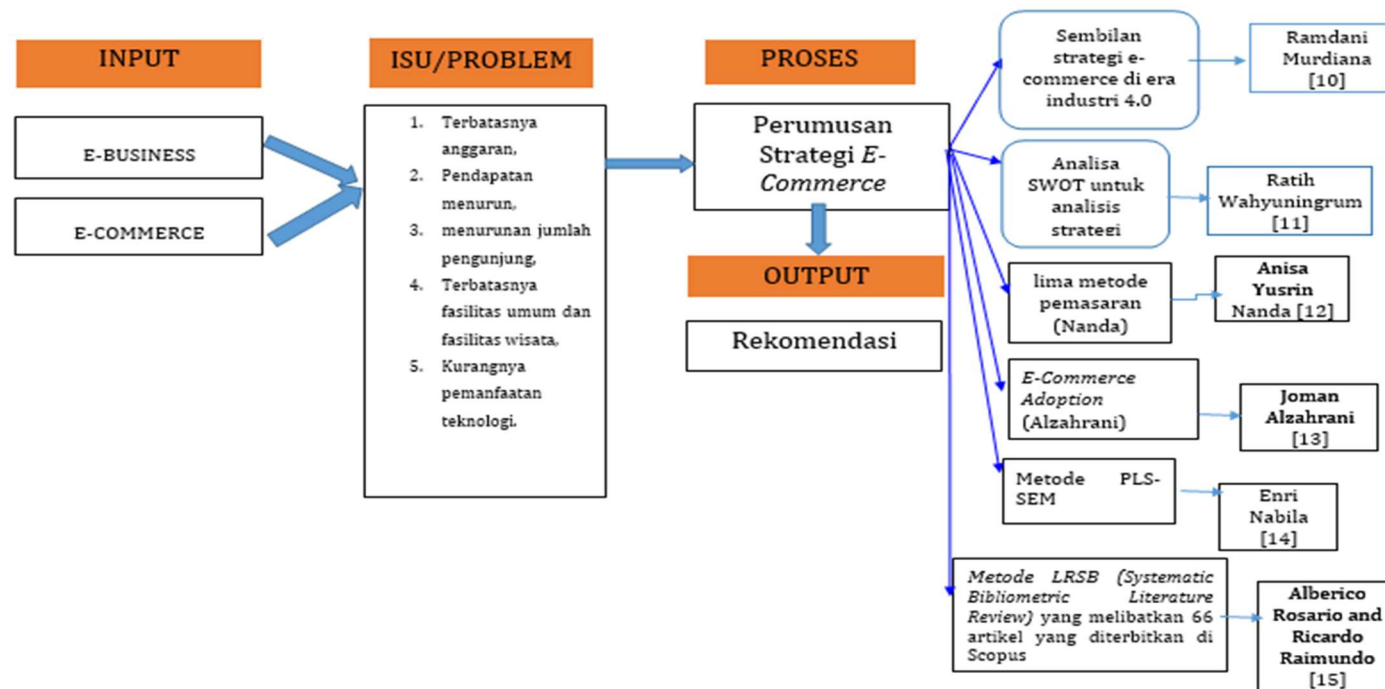 INPUT
E-BUSINESS
E-COMMERCE
ISU/PROBLEM
1. Terbatasnya
anggaran,
2. Pendapatan
menurun,
3. menurunan jumlah
pengunjung,
4. Terbatasnya
fasilitas umum dan
fasilitas wisata,
5. Kurangnya
pemanfaatan
teknologi.
PROSES
Perumusan
Strategi E-
Commerce
OUTPUT
Rekomendasi
Sembilan
strategi e-
commerce di era
industri 4.0
Ramdani
Murdiana
[10]
Analisa
SWOT untuk
analisis
strategi
Ratih
Wahyuningrum
[11]
lima metode
pemasaran
(Nanda)
Anisa
Yusrin
Nanda [12]
E-Commerce
Adoption
(Alzahrani)
Joman
Alzahrani
[13]
Metode PLS-
SEM
Enri
Nabila
[14]
Metode LRSB (Systematic
Bibliometric Literature
Review) yang melibatkan 66
artikel yang diterbitkan di
Scopus
Alberico
Rosario and
Ricardo
Raimundo
[15]